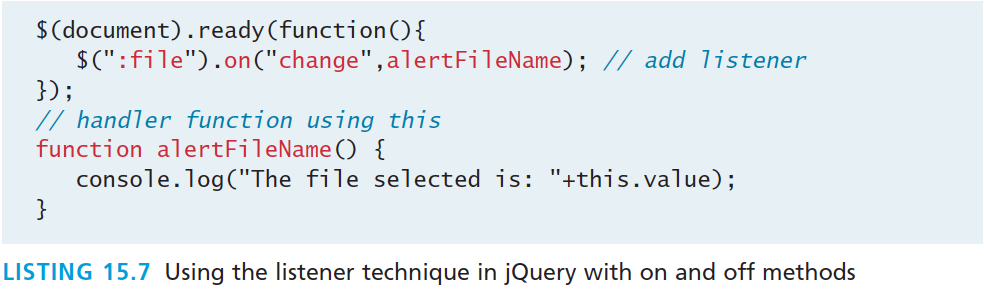 $(document).ready(function(){
   $(":file").on("change",alertFileName); // add listener
});
// handler function using this
function alertFileName() {
   console.log("The file selected is: "+this.value);
}
LISTING 15.7 Using the listener technique in jQuery with on and off methods